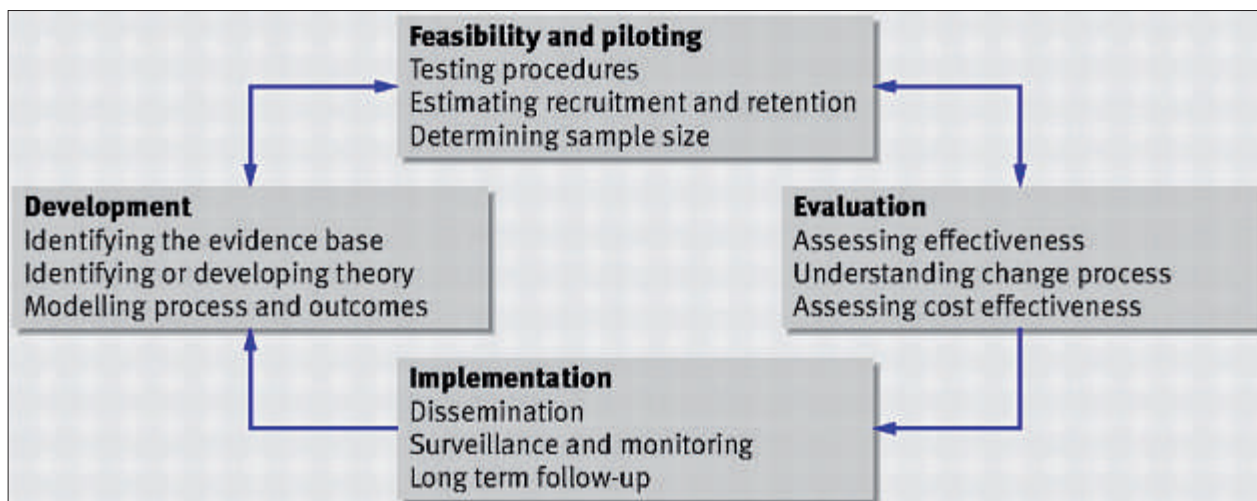 Feasibility and piloting
Testing procedures
Estimating recruitment and retention
Determining sample size
Development
Identifying the evidence base
Identifying or developing theory
Modelling process and outcomes
Evaluation
Assessing effectiveness
Understanding change process
Assessing cost effectiveness
Implementation
Dissemination
Surveillance and monitoring
Long term follow-up